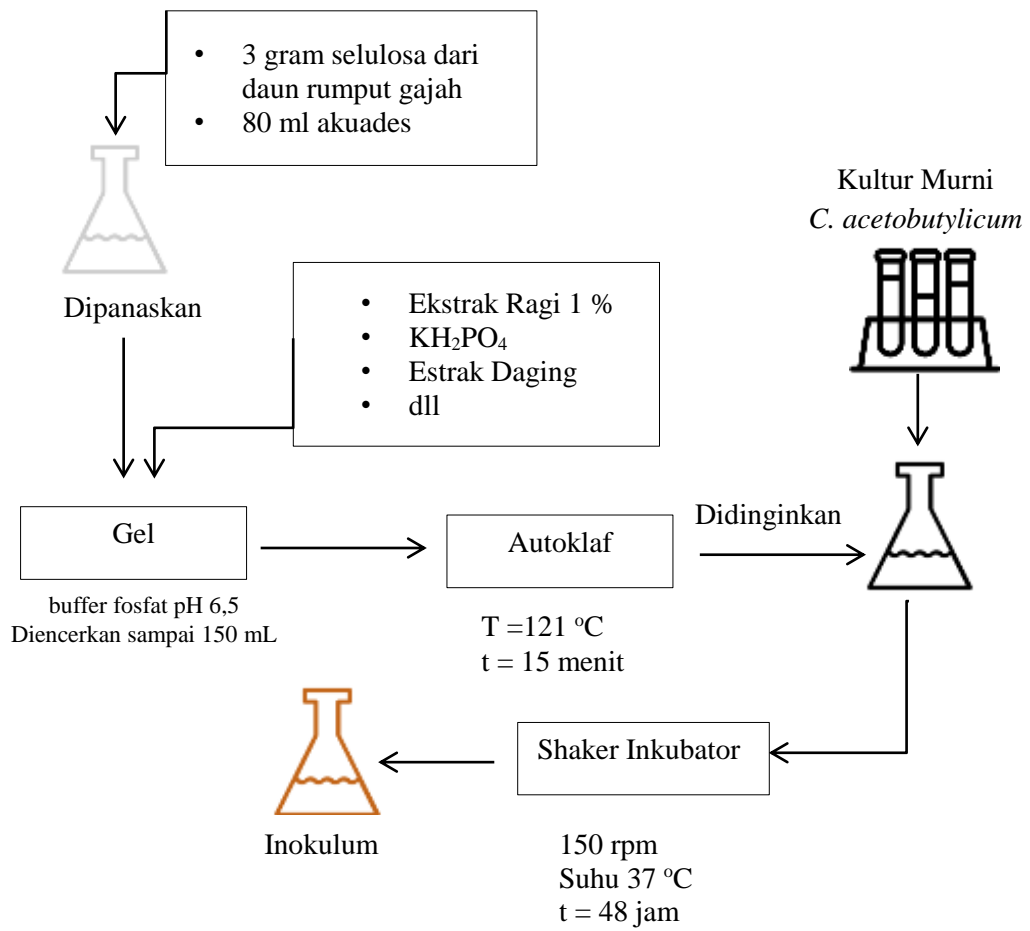 • 3 gram selulosa dari
daun rumput gajah
• 80 ml akuades
Kultur Murni
C. acetobutylicum
Dipanaskan
• Ekstrak Ragi 1 %
• KH₂PO₄
• Estrak Daging
• dll
Gel
buffer fosfat pH 6,5
Diencerkan sampai 150 mL
Autoklaf
T =121 ºC
t = 15 menit
Didinginkan
Shaker Inkubator
150 rpm
Suhu 37 ºC
t = 48 jam
Inokulum